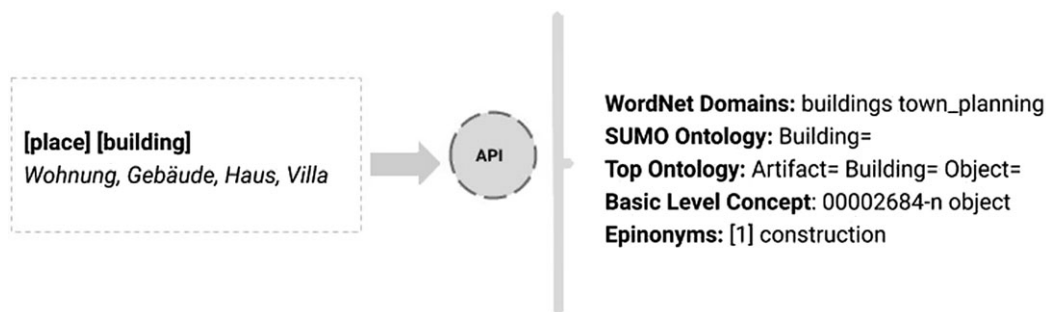 [place] [building]
Wohnung, Gebäude, Haus, Villa
API
WordNet Domains: buildings town_planning
SUMO Ontology: Building=
Top Ontology: Artifact= Building= Object=
Basic Level Concept: 00002684-n object
Epinonyms: [1] construction